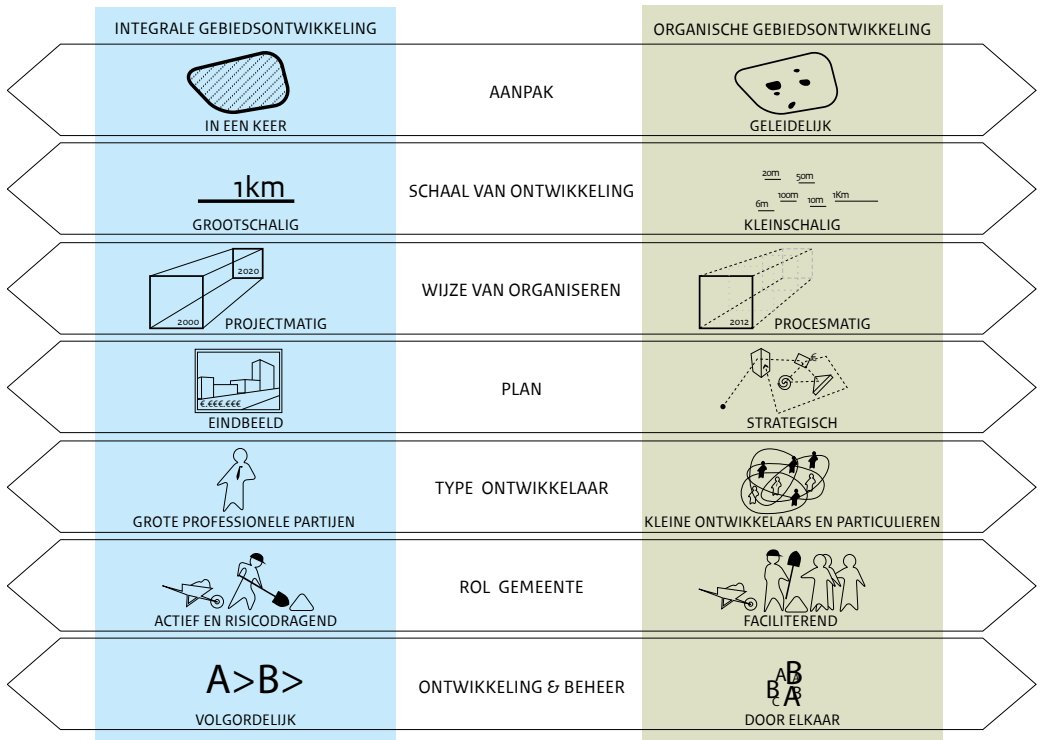 INTEGRALE GEBIEDSONTWIKKELING
ORGANISCHE GEBIEDSONTWIKKELING
IN EEN KEER
AANPAK
GELEIDELIJK
1km
GROOTSCHALIG
SCHAAL VAN ONTWIKKELING
20m 50m
6m 100m 10m 1Km
KLEINSCHALIG
2020
2000
PROJECTMATIG
WIJZE VAN ORGANISEREN
2012
PROCESMATIG
€.€€€.€€€
EINDBEELD
PLAN
€
STRATEGISCH
GROTE PROFESSIONELE PARTIJEN
TYPE ONTWIKKELAAR
KLEINE ONTWIKKELAARS EN PARTICULIEREN
ACTIEF EN RISICODRAGEND
ROL GEMEENTE
FACILITEREND
A>B>
VOLGORDELIJK
ONTWIKKELING & BEHEER
A B A
B A B
C
DOOR ELKAAR